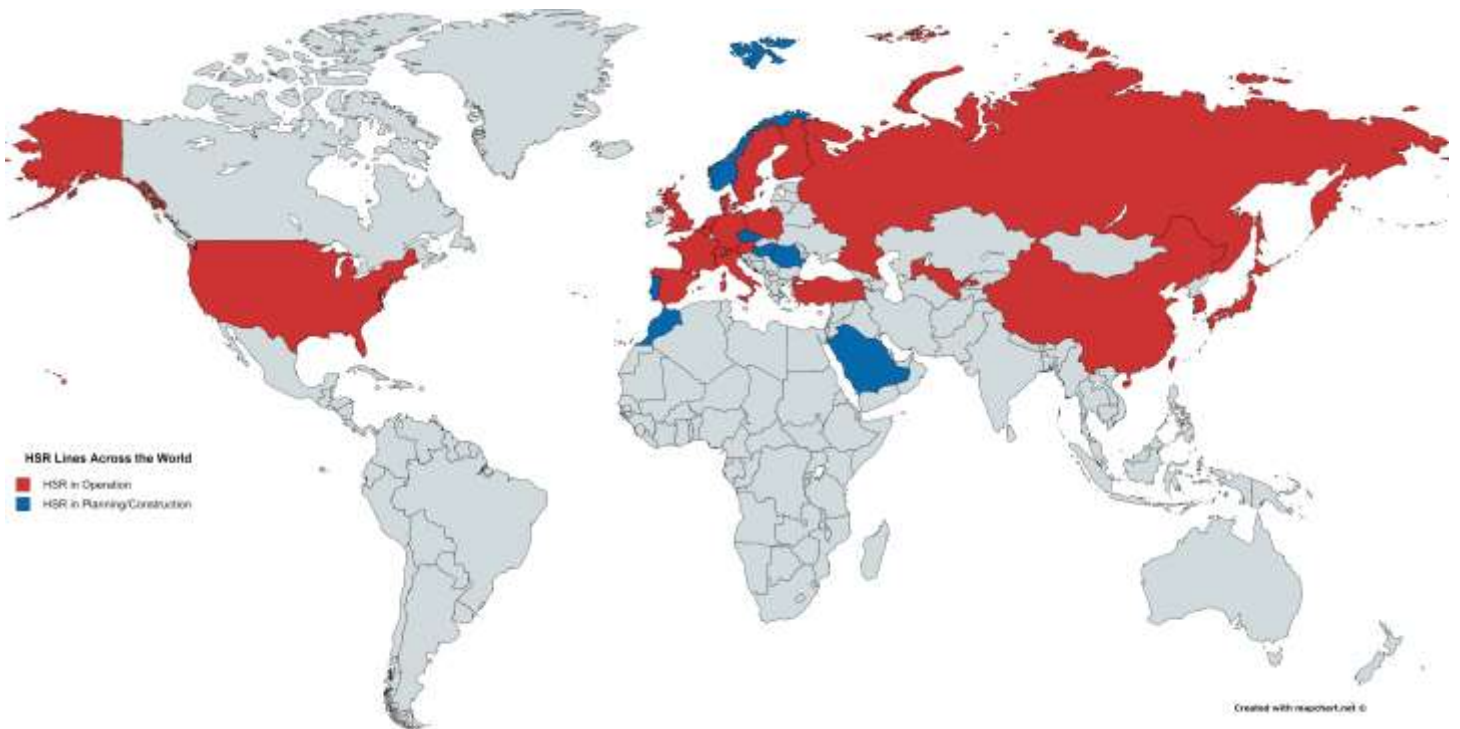 HSR Lines Across the World
HSR in Operation
HSR in Planning/Construction
Created with mapchart.net ©